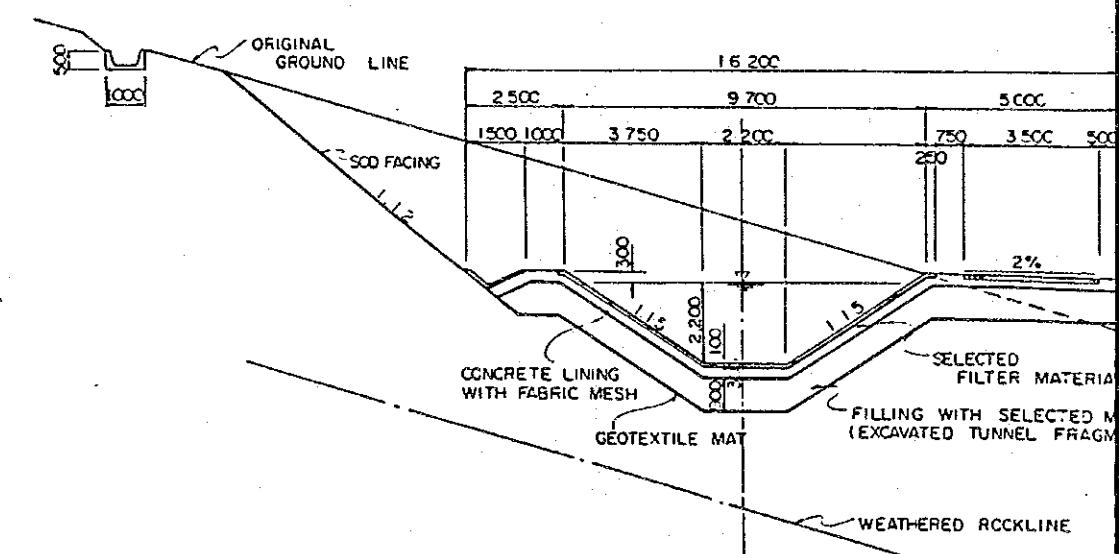 ORIGINAL
GROUND LINE
500
1000
16 200
2 500
9 700
5 000
1500 1000 3 750 2 200 750 3 500 500
250
SOD FACING
1:1.2
300
2%
1:1.5
2.200
100
1:1.5
CONCRETE LINING
WITH FABRIC MESH
SELECTED
FILTER MATERIA
FILLING WITH SELECTED M
(EXCAVATED TUNNEL FRAGM
GEOTEXTILE MAT
WEATHERED ROCKLINE